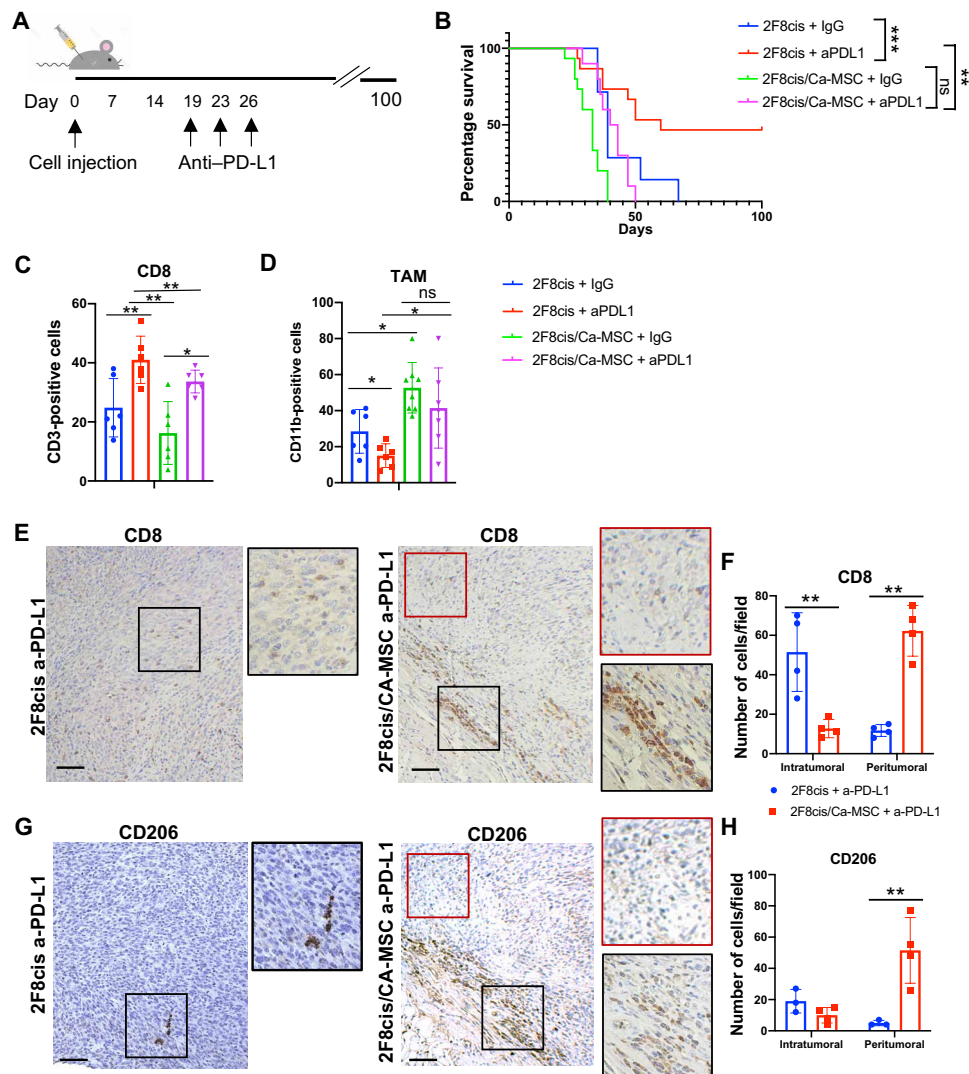 A
Day 0 7 14 19 23 26 100
Cell injection
Anti–PD-L1
B
Percentage survival
100
50
0
0 50 100
Days
2F8cis + IgG
2F8cis + aPDL1
2F8cis/Ca-MSC + IgG
2F8cis/Ca-MSC + aPDL1
***
ns
**
C
CD8
CD3-positive cells
60
40
20
0
**
**
**
*
D
TAM
CD11b-positive cells
100
80
60
40
20
0
ns
*
*
*
2F8cis + IgG
2F8cis + aPDL1
2F8cis/Ca-MSC + IgG
2F8cis/Ca-MSC + aPDL1
E
CD8
2F8cis a-PD-L1
CD8
2F8cis/CA-MSC a-PD-L1
F
CD8
Number of cells/field
80
60
40
20
0
**
**
Intratumoral
Peritumoral
2F8cis + a-PD-L1
2F8cis/Ca-MSC + a-PD-L1
G
CD206
2F8cis a-PD-L1
CD206
2F8cis/CA-MSC a-PD-L1
H
CD206
Number of cells/field
100
80
60
40
20
0
**
Intratumoral
Peritumoral